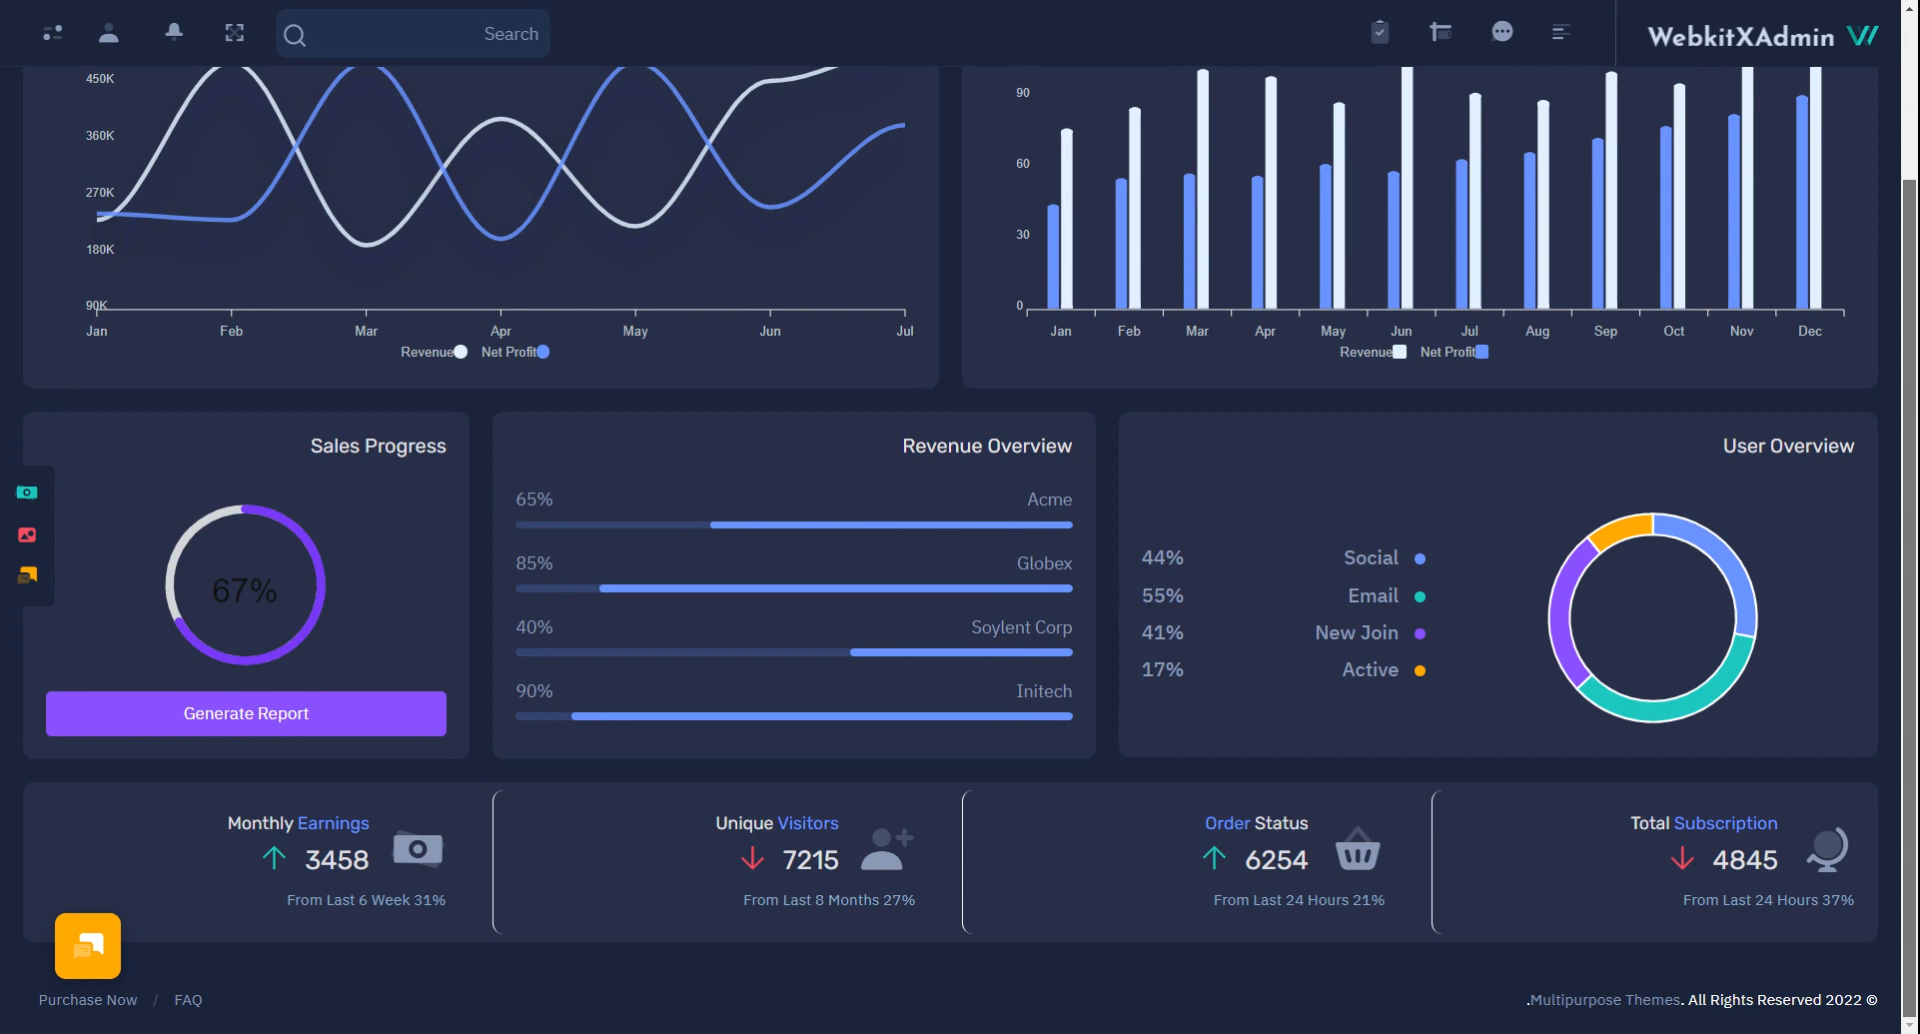 Search
WebkitXAdmin
450K
360K
270K
180K
90K
Jan Feb Mar Apr May Jun Jul
Revenue Net Profit
90
60
30
0
Jan Feb Mar Apr May Jun Jul Aug Sep Oct Nov Dec
Revenue Net Profit
Sales Progress
67%
Generate Report
Revenue Overview
65% Acme
85% Globex
40% Soylent Corp
90% Initech
User Overview
44% Social
55% Email
41% New Join
17% Active
Monthly Earnings
3458
From Last 6 Week 31%
Unique Visitors
7215
From Last 8 Months 27%
Order Status
6254
From Last 24 Hours 21%
Total Subscription
4845
From Last 24 Hours 37%
Purchase Now / FAQ
.Multipurpose Themes. All Rights Reserved 2022 ©